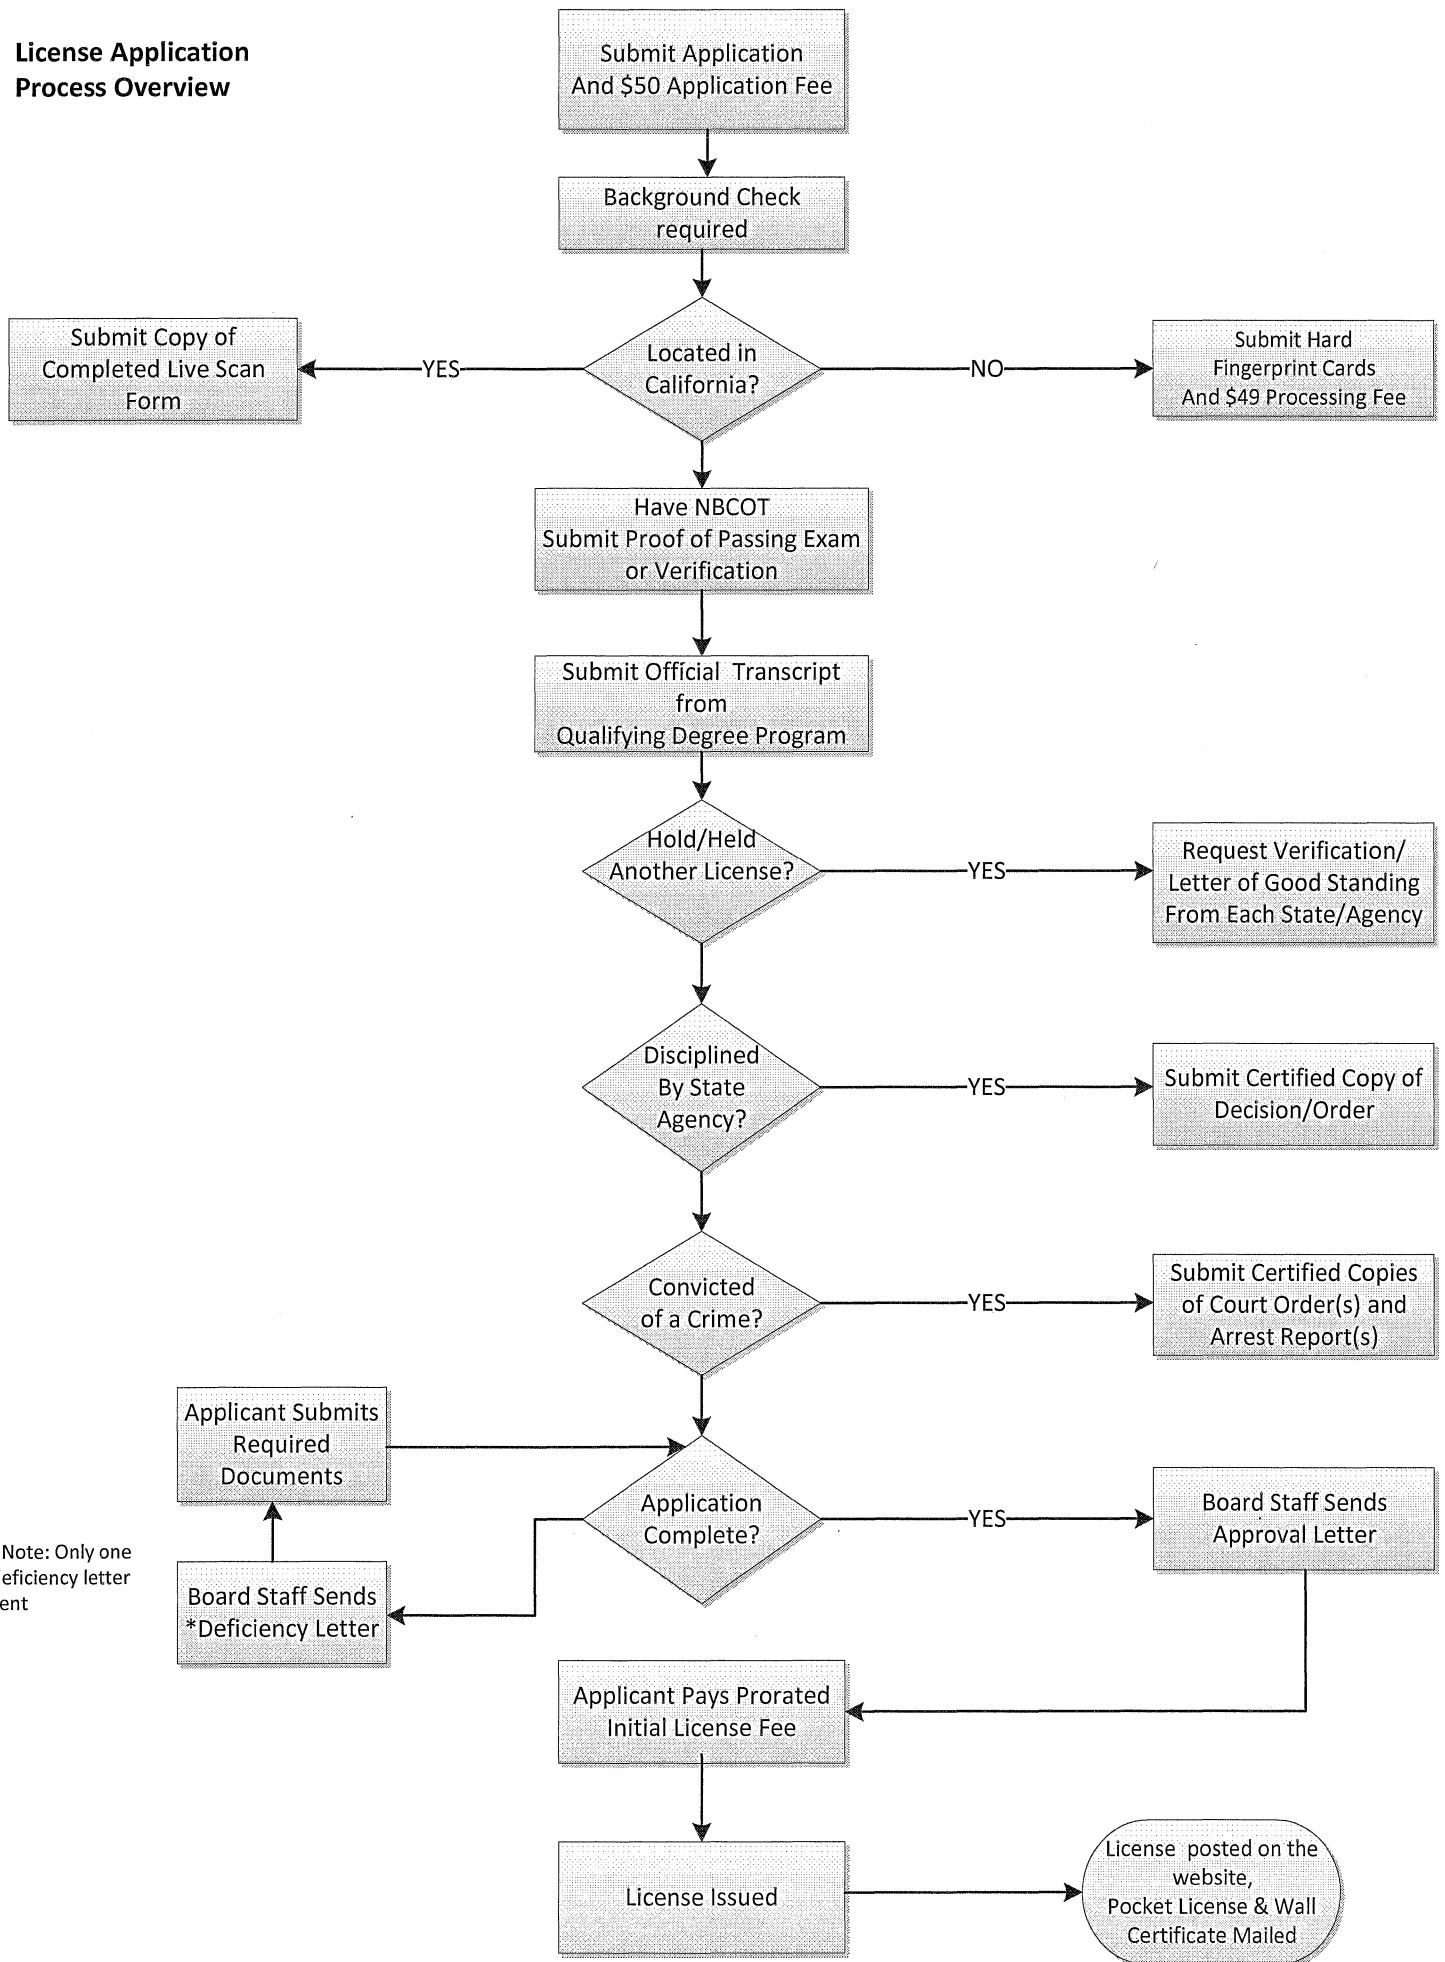 License Application
Process Overview
Submit Application
And $50 Application Fee
Background Check
required
Submit Copy of
Completed Live Scan
Form
YES
Located in
California?
NO
Submit Hard
Fingerprint Cards
And $49 Processing Fee
Have NBCOT
Submit Proof of Passing Exam
or Verification
Submit Official Transcript
from
Qualifying Degree Program
Hold/Held
Another License?
YES
Request Verification/
Letter of Good Standing
From Each State/Agency
Disciplined
By State
Agency?
YES
Submit Certified Copy of
Decision/Order
Convicted
of a Crime?
YES
Submit Certified Copies
of Court Order(s) and
Arrest Report(s)
Applicant Submits
Required
Documents
Application
Complete?
YES
Board Staff Sends
Approval Letter
Note: Only one
eficiency letter
ent
Board Staff Sends
*Deficiency Letter
Applicant Pays Prorated
Initial License Fee
License Issued
License posted on the
website,
Pocket License & Wall
Certificate Mailed